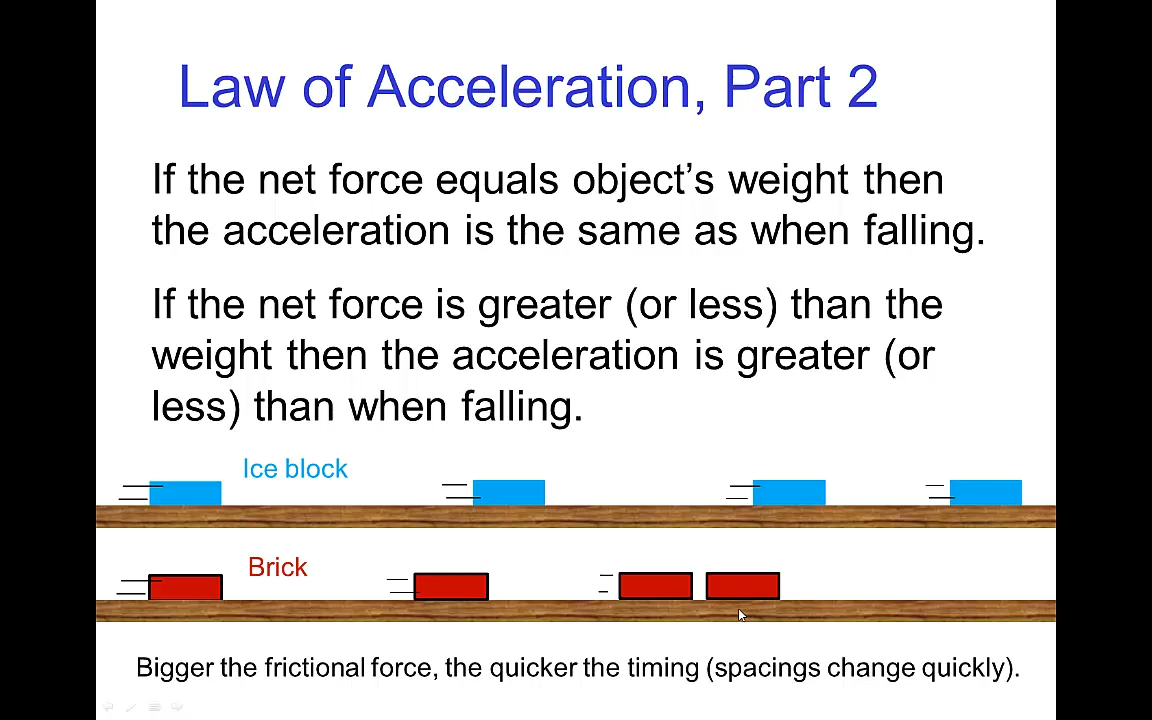 Law of Acceleration, Part 2
If the net force equals object’s weight then
the acceleration is the same as when falling.
If the net force is greater (or less) than the
weight then the acceleration is greater (or
less) than when falling.
Ice block
Brick
Bigger the frictional force, the quicker the timing (spacings change quickly).